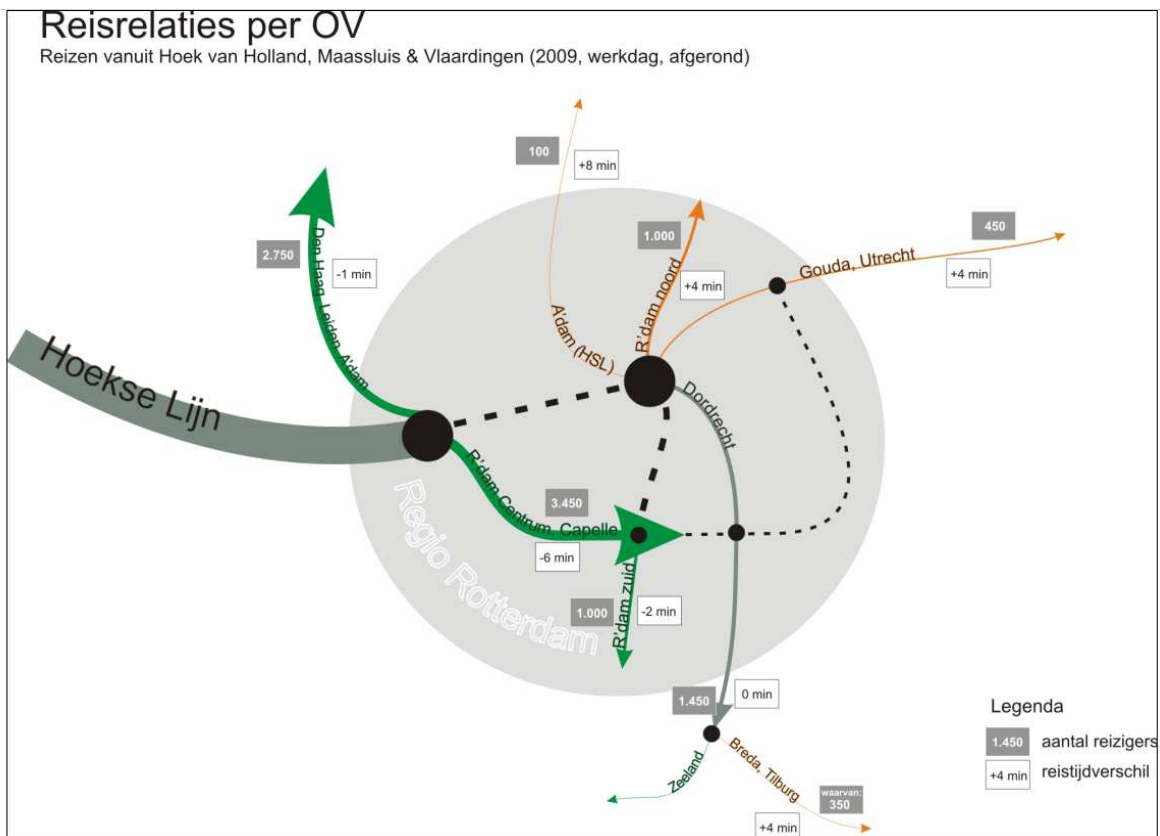 Reisrelaties per OV
Reizen vanuit Hoek van Holland, Maassluis & Vlaardingen (2009, werkdag, afgerond)
100
+8 min
2.750
Den Haag, Leiden, A'dam
-1 min
1.000
R'dam noord
+4 min
450
Gouda, Utrecht
+4 min
A'dam (HSL)
Hoekse Lijn
Dordrecht
R'dam Centrum. Capelle
3.450
-6 min
Regio Rotterdam
1.000
R'dam zuid
-2 min
1.450
0 min
Zeeland
Breda, Tilburg
waarvan:
350
+4 min
Legenda
1.450 aantal reizigers
+4 min reistijdverschil